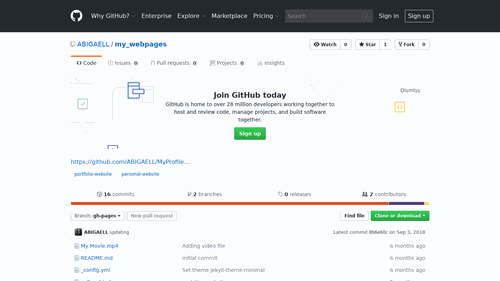 Why GitHub? Enterprise Explore Marketplace Pricing Search Sign in Sign up
ABIGAELL / my_webpages Watch 0 Star 1 Fork 0
Code Issues 0 Pull requests 0 Projects 0 Insights
Dismiss
Join GitHub today
GitHub is home to over 28 million developers working together to
host and review code, manage projects, and build software
together.
Sign up
https://github.com/ABIGAELL/MyProfile...
portfolio-website personal-website
16 commits 2 branches 0 releases 2 contributors
Branch: gh-pages New pull request Find file Clone or download
ABIGAELL updating Latest commit on Sep 3, 2018
My Movie.mp4 Adding video file 6 months ago
README.md initial commit 6 months ago
_config.yml Set theme jekyll-theme-minimal 6 months ago